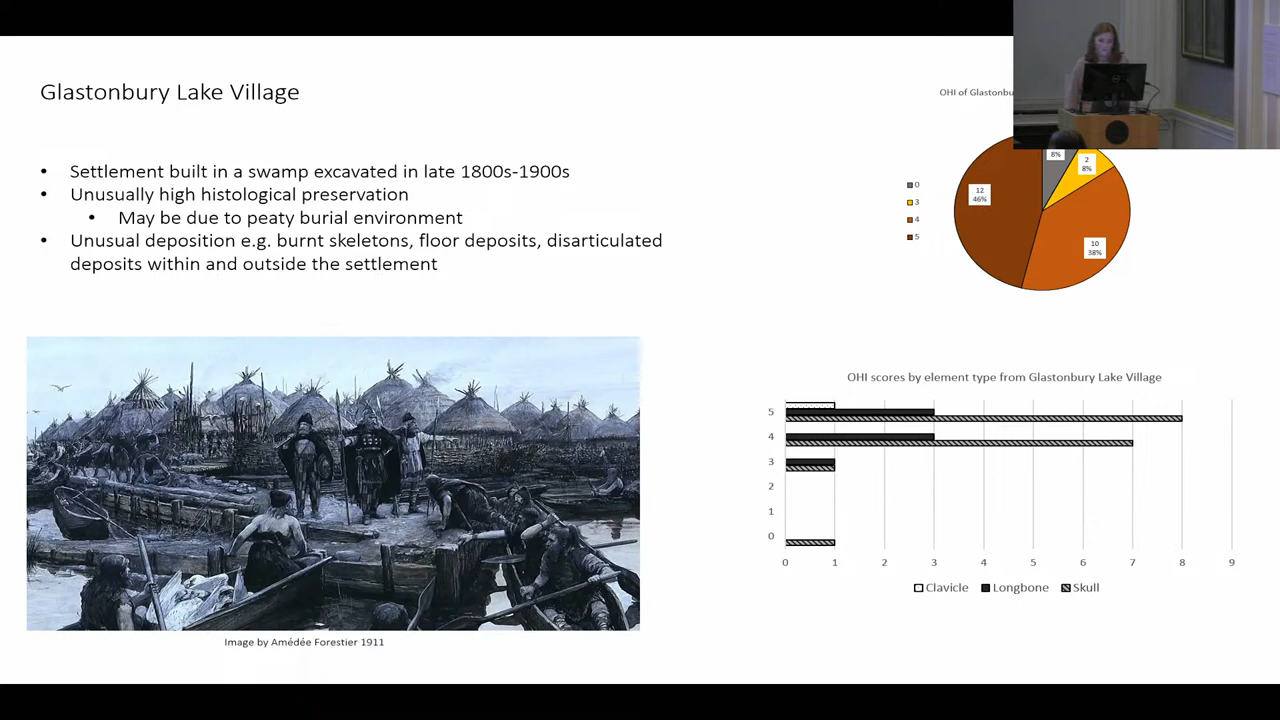 Glastonbury Lake Village
• Settlement built in a swamp excavated in late 1800s-1900s
• Unusually high histological preservation
• May be due to peaty burial environment
• Unusual deposition e.g. burnt skeletons, floor deposits, disarticulated
deposits within and outside the settlement
Image by Amédée Forestier 1911
OHI of Glastonbu
0
3
4
5
8%
2
8%
12
46%
10
38%
OHI scores by element type from Glastonbury Lake Village
5
4
3
2
1
0
0 1 2 3 4 5 6 7 8 9
Clavicle Longbone Skull